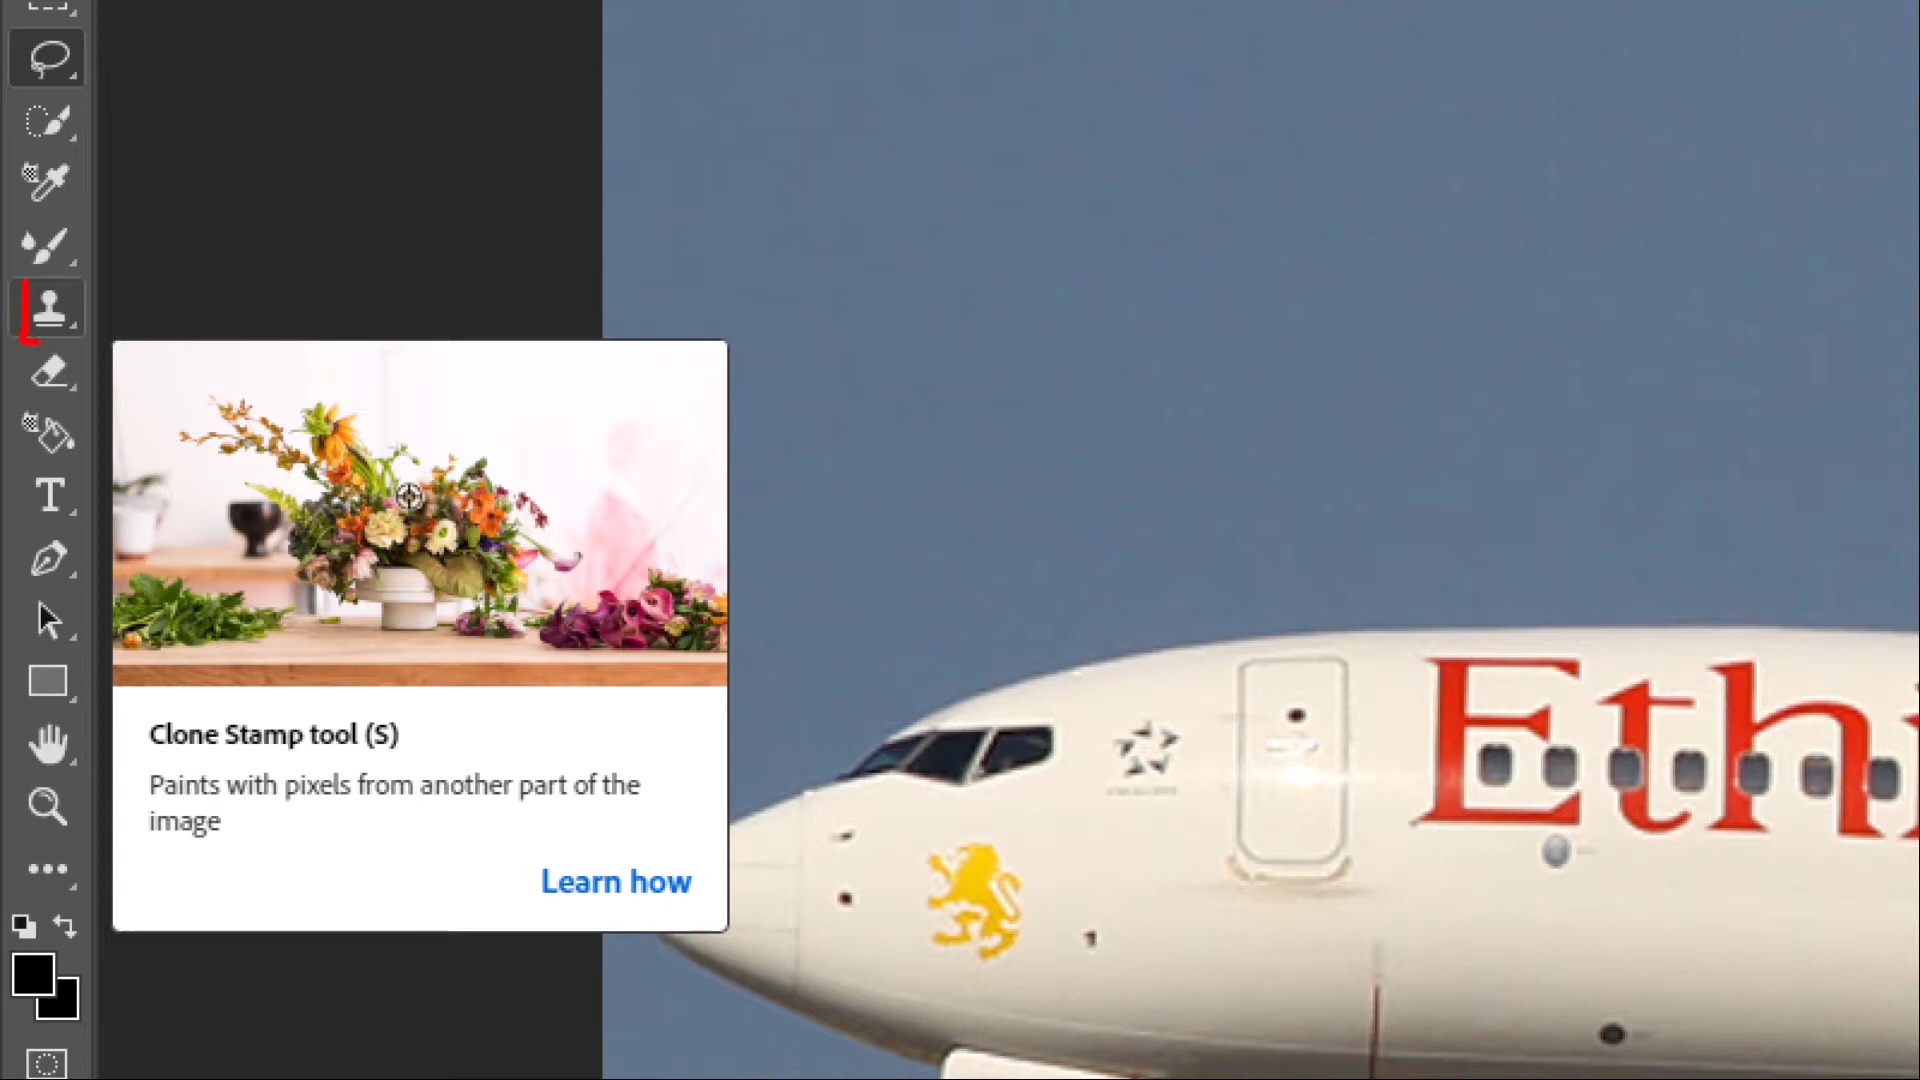 Ethi
Clone Stamp tool (S)
Paints with pixels from another part of the
image
Learn how